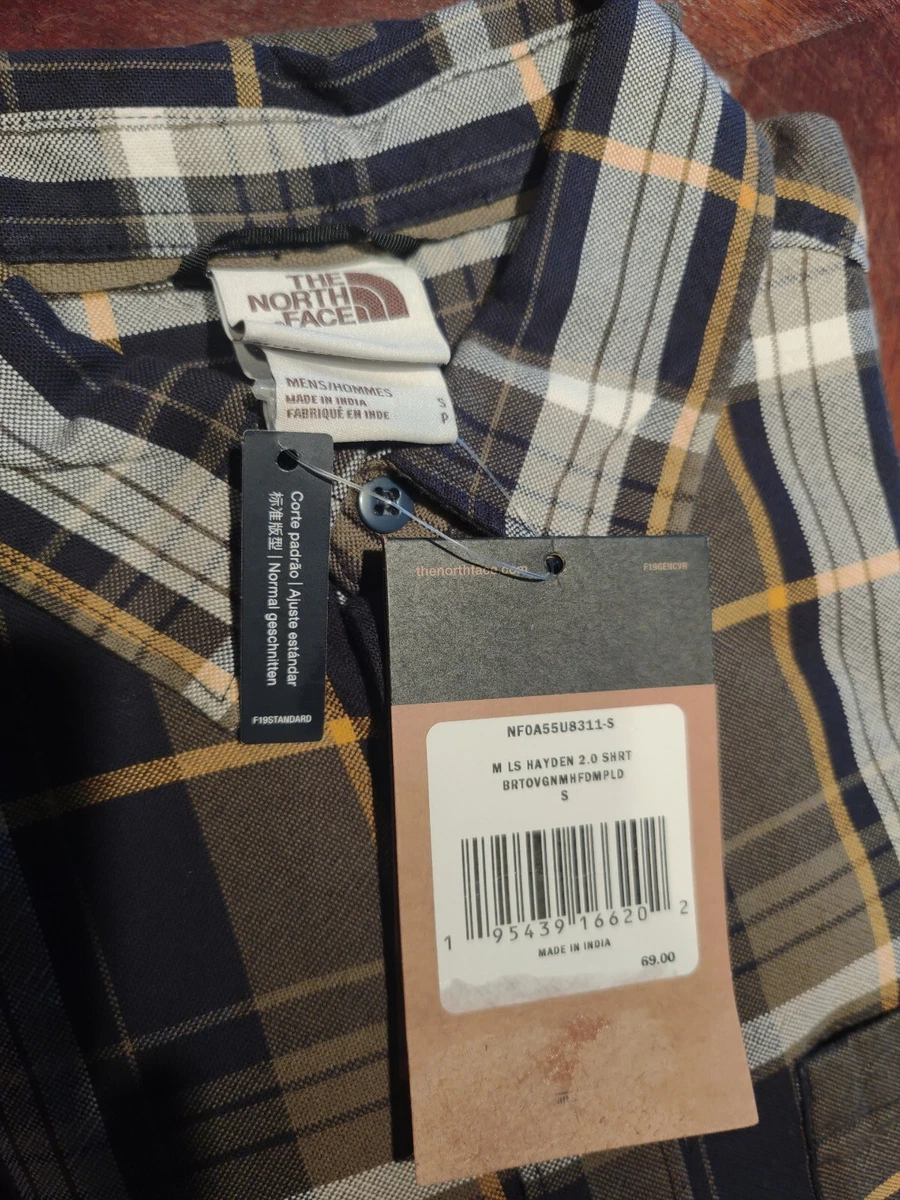 THE
NORTH
FACE
MENS/HOMMES
MADE IN INDIA
FABRIQUÉ EN INDE
S
P
Corte padrão | Ajuste estándar
标准版型 | Normal geschnitten
F19STANDARD
thenorthface.com
F19GENCVR
NF0A55U8311-S
M LS HAYDEN 2.0 SHRT
BRTOVGNMHFDMPLD
S
1 95439 16620 2
MADE IN INDIA
69.00